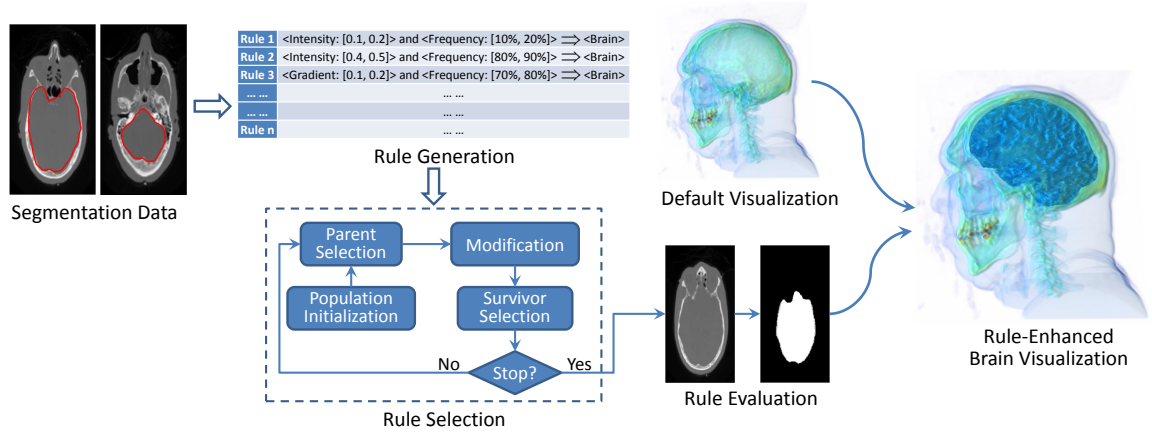 Rule 1 <Intensity: [0.1, 0.2]> and <Frequency: [10%, 20%]> ⟹ <Brain>
Rule 2 <Intensity: [0.4, 0.5]> and <Frequency: [80%, 90%]> ⟹ <Brain>
Rule 3 <Gradient: [0.1, 0.2]> and <Frequency: [70%, 80%]> ⟹ <Brain>
... ... ... ...
... ... ... ...
Rule n ... ...
Segmentation Data
Rule Generation
Default Visualization
Parent
Selection
Modification
Population
Initialization
Survivor
Selection
No
Stop?
Yes
Rule Selection
Rule Evaluation
Rule-Enhanced
Brain Visualization